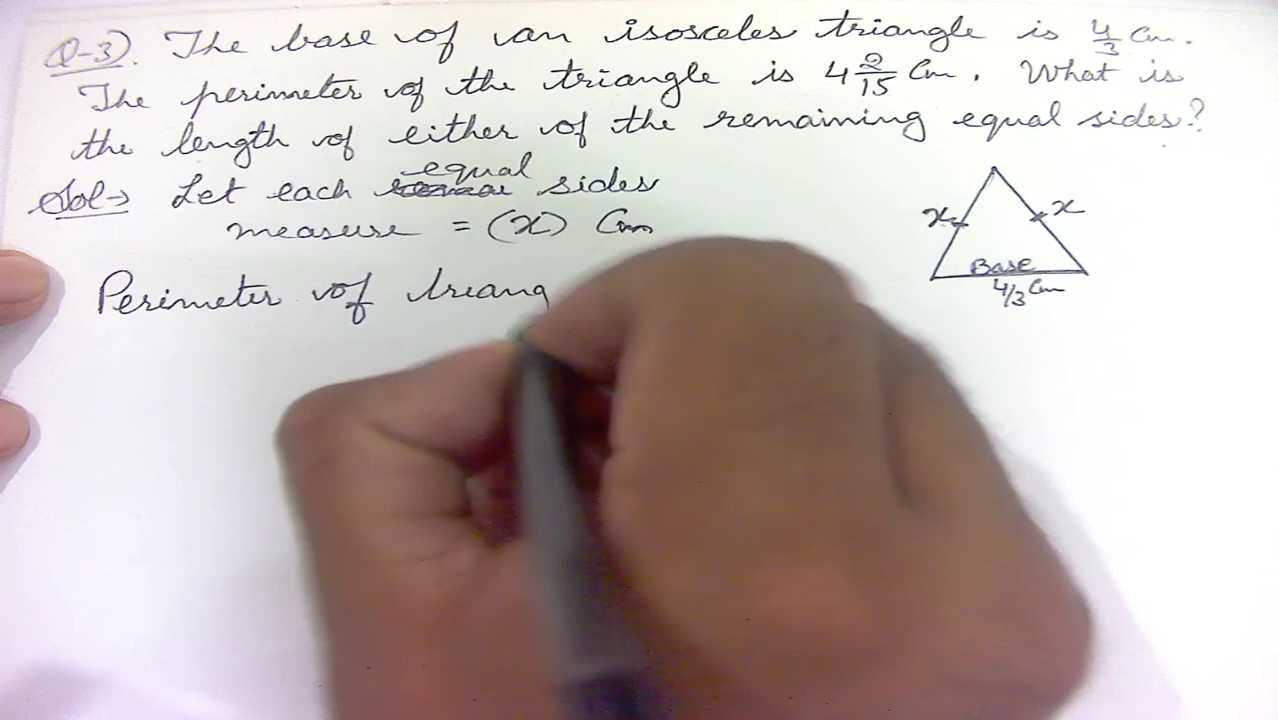 Q-3). The base of an isosceles triangle is 4/3 Cm.
The perimeter of the triangle is 4 2/15 Cm. What is
the length of either of the remaining equal sides?
equal
Sol→ Let each sides
measure = (x) Cm
x x
Base
4/3 Cm
Perimeter of triang